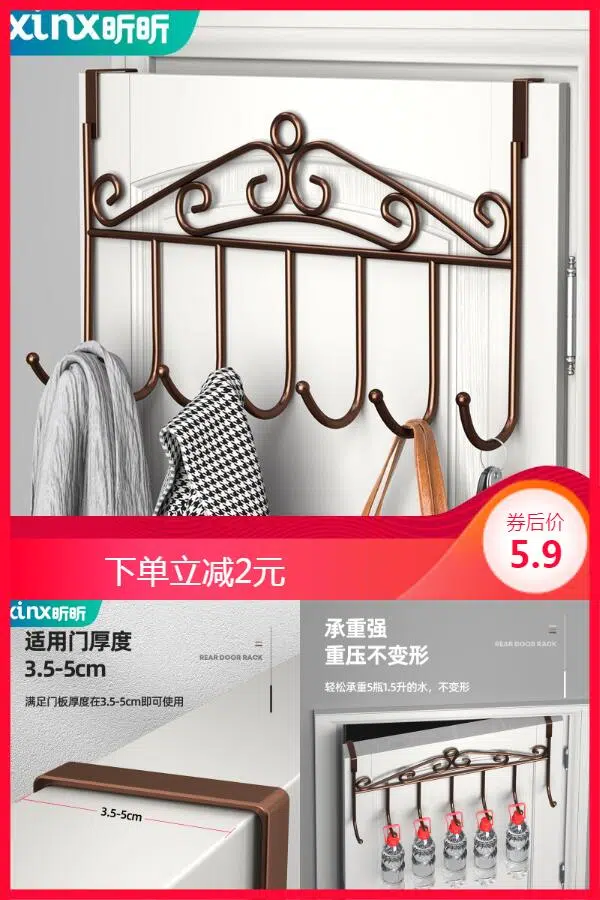 xinx昕昕
券后价
5.9
下单立减2元
xinx昕昕
适用门厚度
3.5-5cm
REAR DOOR RACK
满足门板厚度在3.5-5cm即可使用
3.5-5cm
承重强
重压不变形
REAR DOOR RACK
轻松承重5瓶1.5升的水，不变形